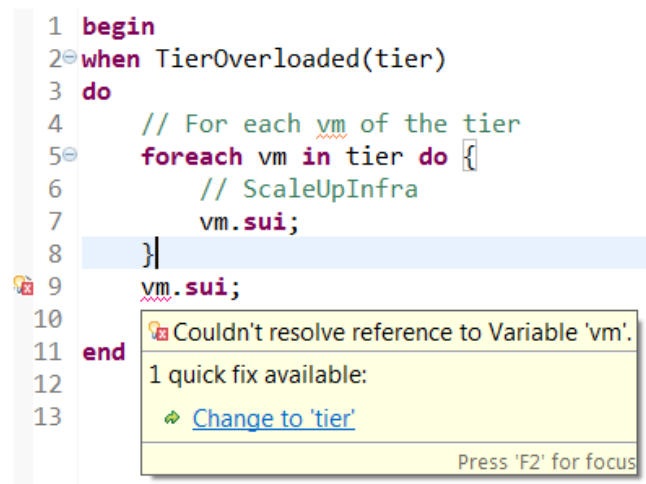 1 begin
2 when TierOverloaded(tier)
3 do
4 // For each vm of the tier
5 foreach vm in tier do {
6 // ScaleUpInfra
7 vm.sui;
8 }
9 vm.sui;
10
Couldn't resolve reference to Variable 'vm'.
11 end
1 quick fix available:
12
13
Change to 'tier'
Press 'F2' for focus